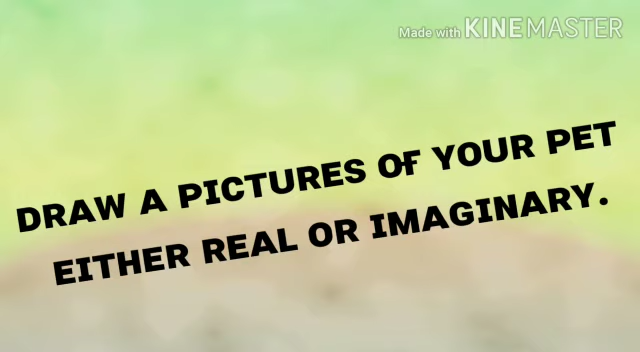 Made with KINEMASTER
DRAW A PICTURES OF YOUR PET
EITHER REAL OR IMAGINARY.